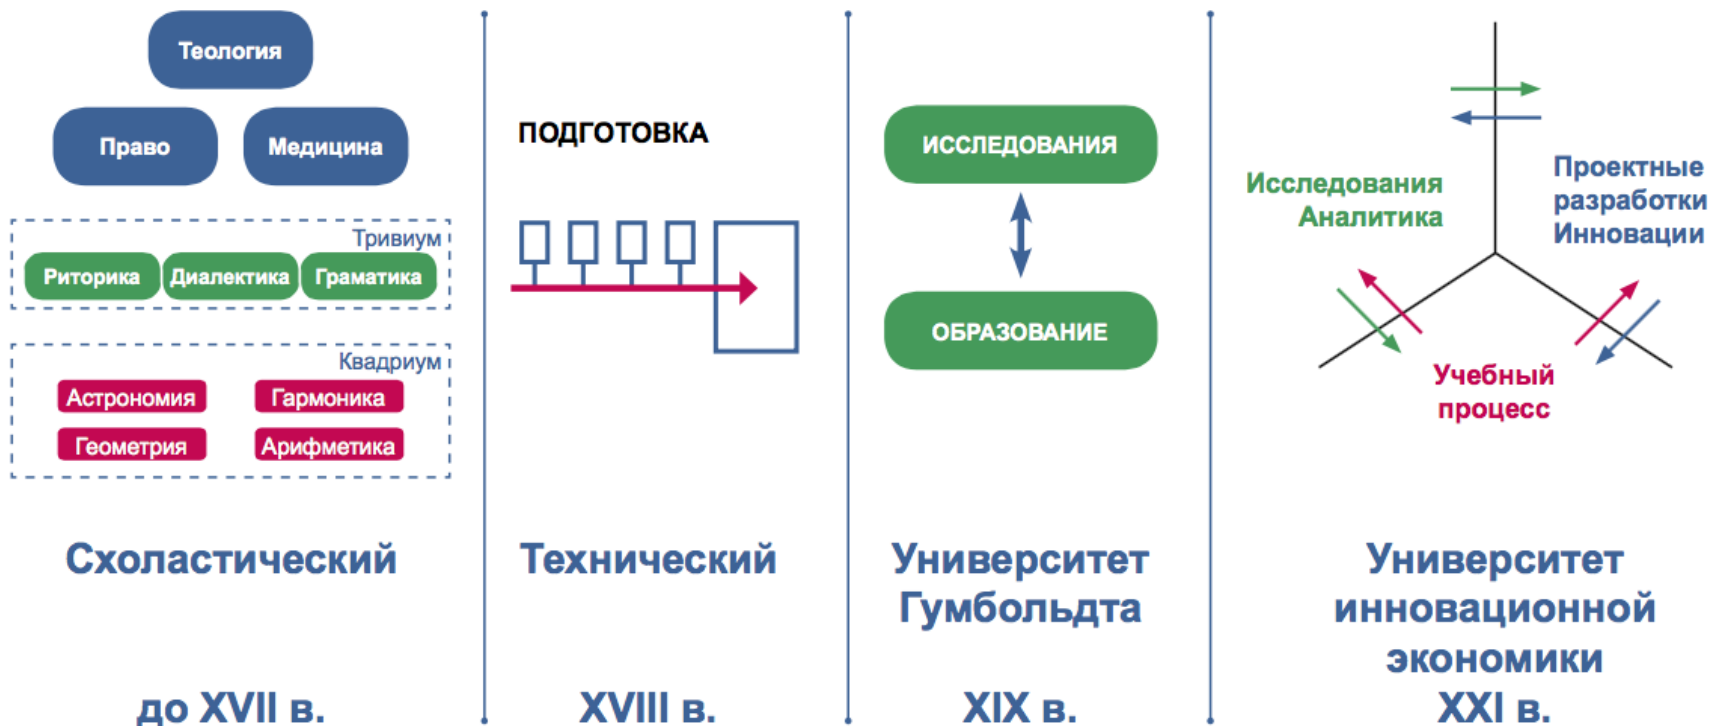 Теология
Право
Медицина
Тривиум
Риторика
Диалектика
Граматика
Квадриум
Астрономия
Гармоника
Геометрия
Арифметика
Схоластический
до XVII в.
ПОДГОТОВКА
Технический
XVIII в.
ИССЛЕДОВАНИЯ
ОБРАЗОВАНИЕ
Университет
Гумбольдта
XIX в.
Исследования
Аналитика
Проектные
разработки
Инновации
Учебный
процесс
Университет
инновационной
экономики
XXI в.